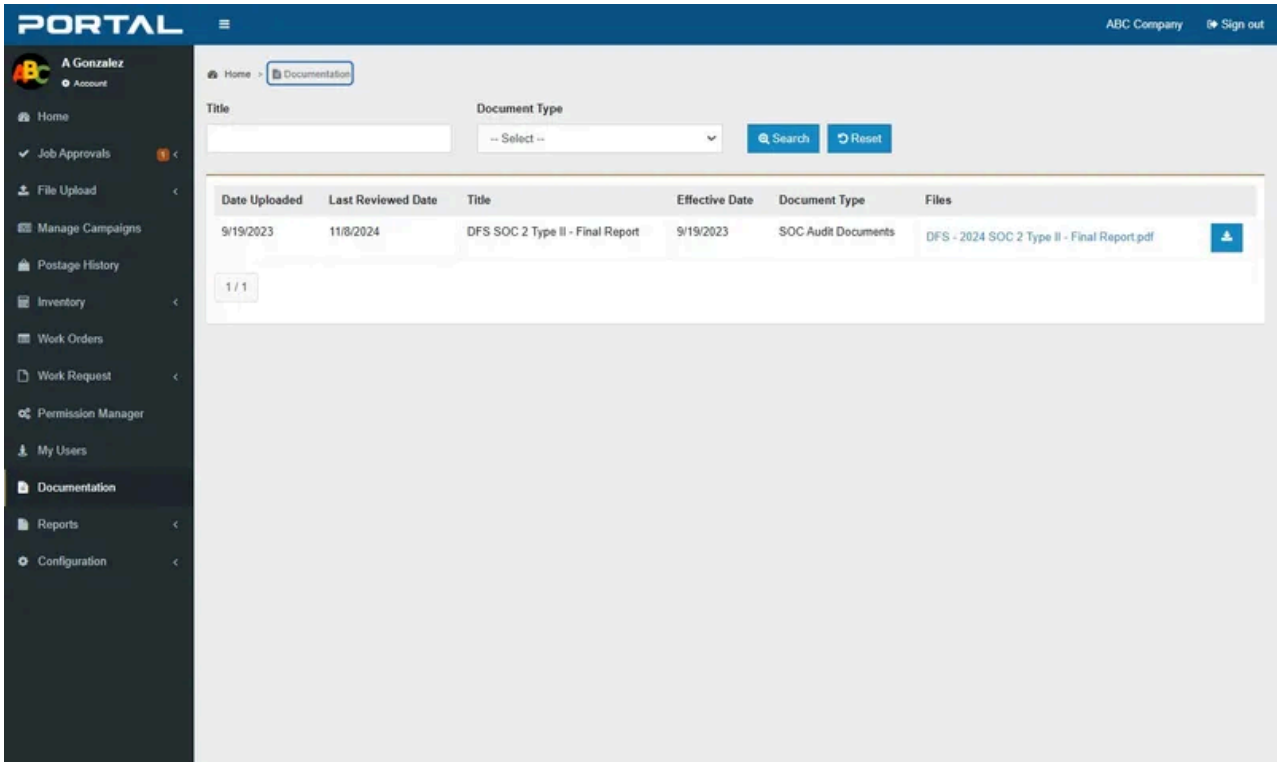 PORTAL
ABC Company
Sign out
ABC
A Gonzalez
Account
Home
Job Approvals 1
File Upload
Manage Campaigns
Postage History
Inventory
Work Orders
Work Request
Permission Manager
My Users
Documentation
Reports
Configuration
Home > Documentation
Title
Document Type
-- Select --
Search
Reset
Date Uploaded Last Reviewed Date Title Effective Date Document Type Files
9/19/2023 11/8/2024 DFS SOC 2 Type II - Final Report 9/19/2023 SOC Audit Documents DFS - 2024 SOC 2 Type II - Final Report.pdf
1 / 1